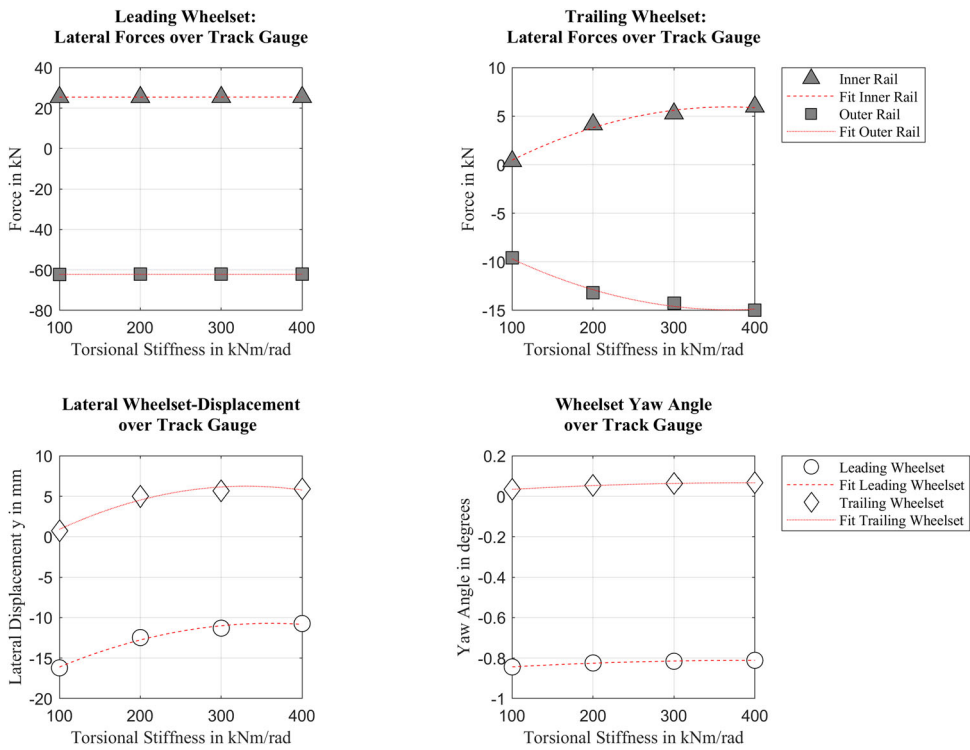 Leading Wheelset:
Lateral Forces over Track Gauge
40
20
0
-20
-40
-60
-80
Force in kN
100 200 300 400
Torsional Stiffness in kNm/rad
Trailing Wheelset:
Lateral Forces over Track Gauge
10
5
0
-5
-10
-15
Force in kN
100 200 300 400
Torsional Stiffness in kNm/rad
Inner Rail
Fit Inner Rail
Outer Rail
Fit Outer Rail
Lateral Wheelset-Displacement
over Track Gauge
10
5
0
-5
-10
-15
-20
Lateral Displacement y in mm
100 200 300 400
Torsional Stiffness in kNm/rad
Wheelset Yaw Angle
over Track Gauge
0.2
0
-0.2
-0.4
-0.6
-0.8
-1
Yaw Angle in degrees
100 200 300 400
Torsional Stiffness in kNm/rad
Leading Wheelset
Fit Leading Wheelset
Trailing Wheelset
Fit Trailing Wheelset